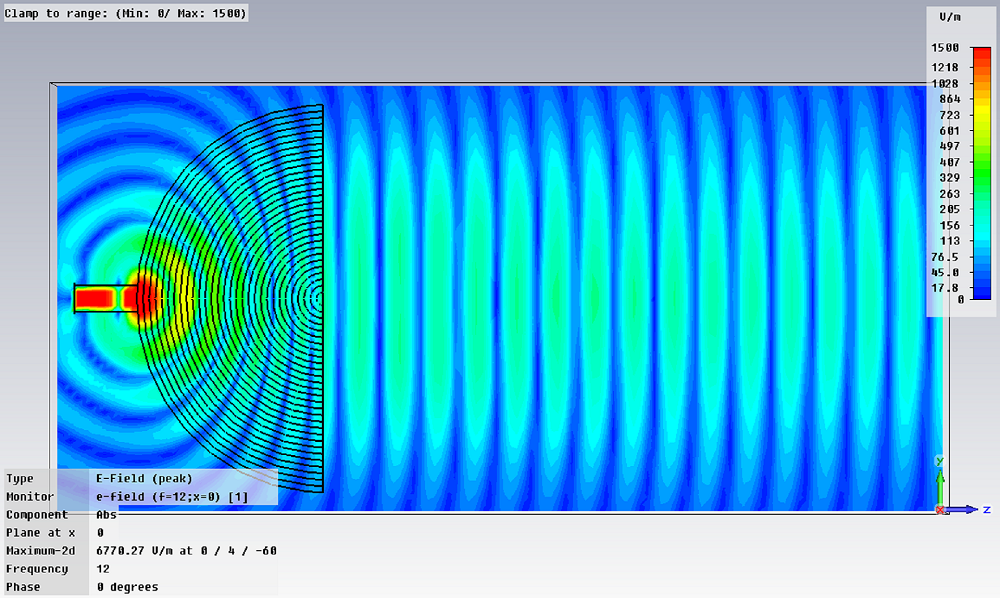 Clamp to range: (Min: 0/ Max: 1500)
V/m
1500
1218
1028
864
723
601
497
407
329
263
205
156
113
76.5
45.0
17.8
0
Type E-Field (peak)
Monitor e-field (f=12;x=0) [1]
Component Abs
Plane at x 0
Maximum-2d 6770.27 V/m at 0 / 4 / -60
Frequency 12
Phase 0 degrees
Y
Z